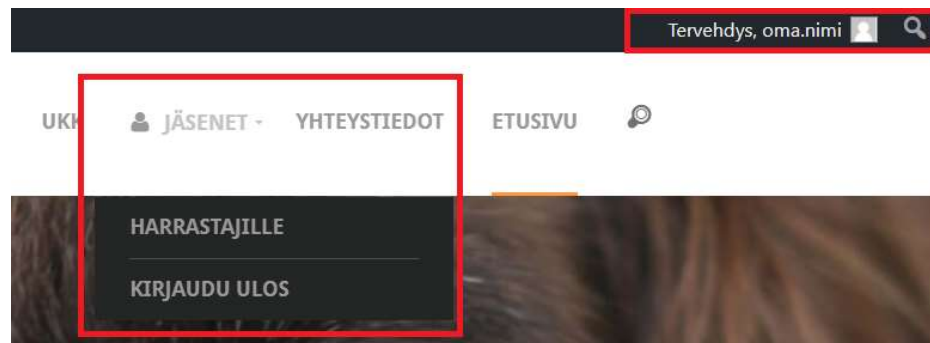 Tervehdys, oma.nimi
UKK JÄSENET YHTEYSTIEDOT ETUSIVU
HARRASTAJILLE
KIRJAUDU ULOS